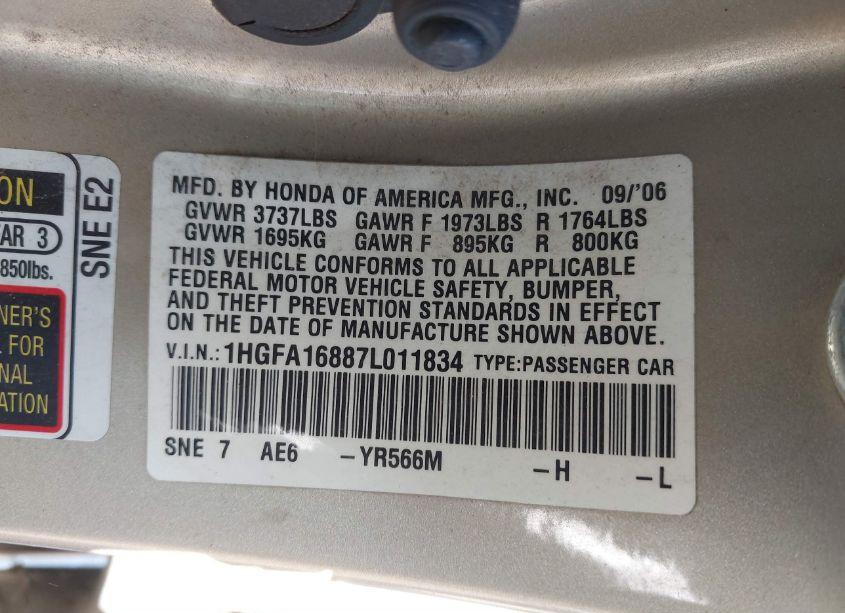 ON
AR 3
850lbs.
NER'S
L FOR
NAL
ATION
SNE E2
MFD. BY HONDA OF AMERICA MFG., INC. 09/'06
GVWR 3737LBS GAWR F 1973LBS R 1764LBS
GVWR 1695KG GAWR F 895KG R 800KG
THIS VEHICLE CONFORMS TO ALL APPLICABLE
FEDERAL MOTOR VEHICLE SAFETY, BUMPER,
AND THEFT PREVENTION STANDARDS IN EFFECT
ON THE DATE OF MANUFACTURE SHOWN ABOVE.
V.I.N.: 1HGFA16887L011834 TYPE:PASSENGER CAR
SNE 7 AE6 -YR566M -H -L